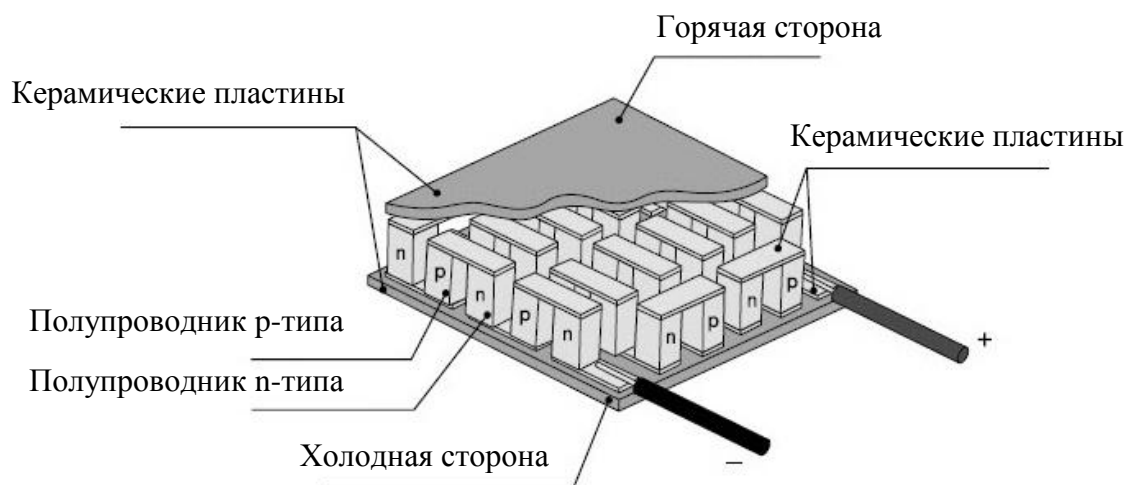 Горячая сторона
Керамические пластины
Керамические пластины
n
p
n
p
n
n
p
n
p
Полупроводник p-типа
+
Полупроводник n-типа
Холодная сторона
–